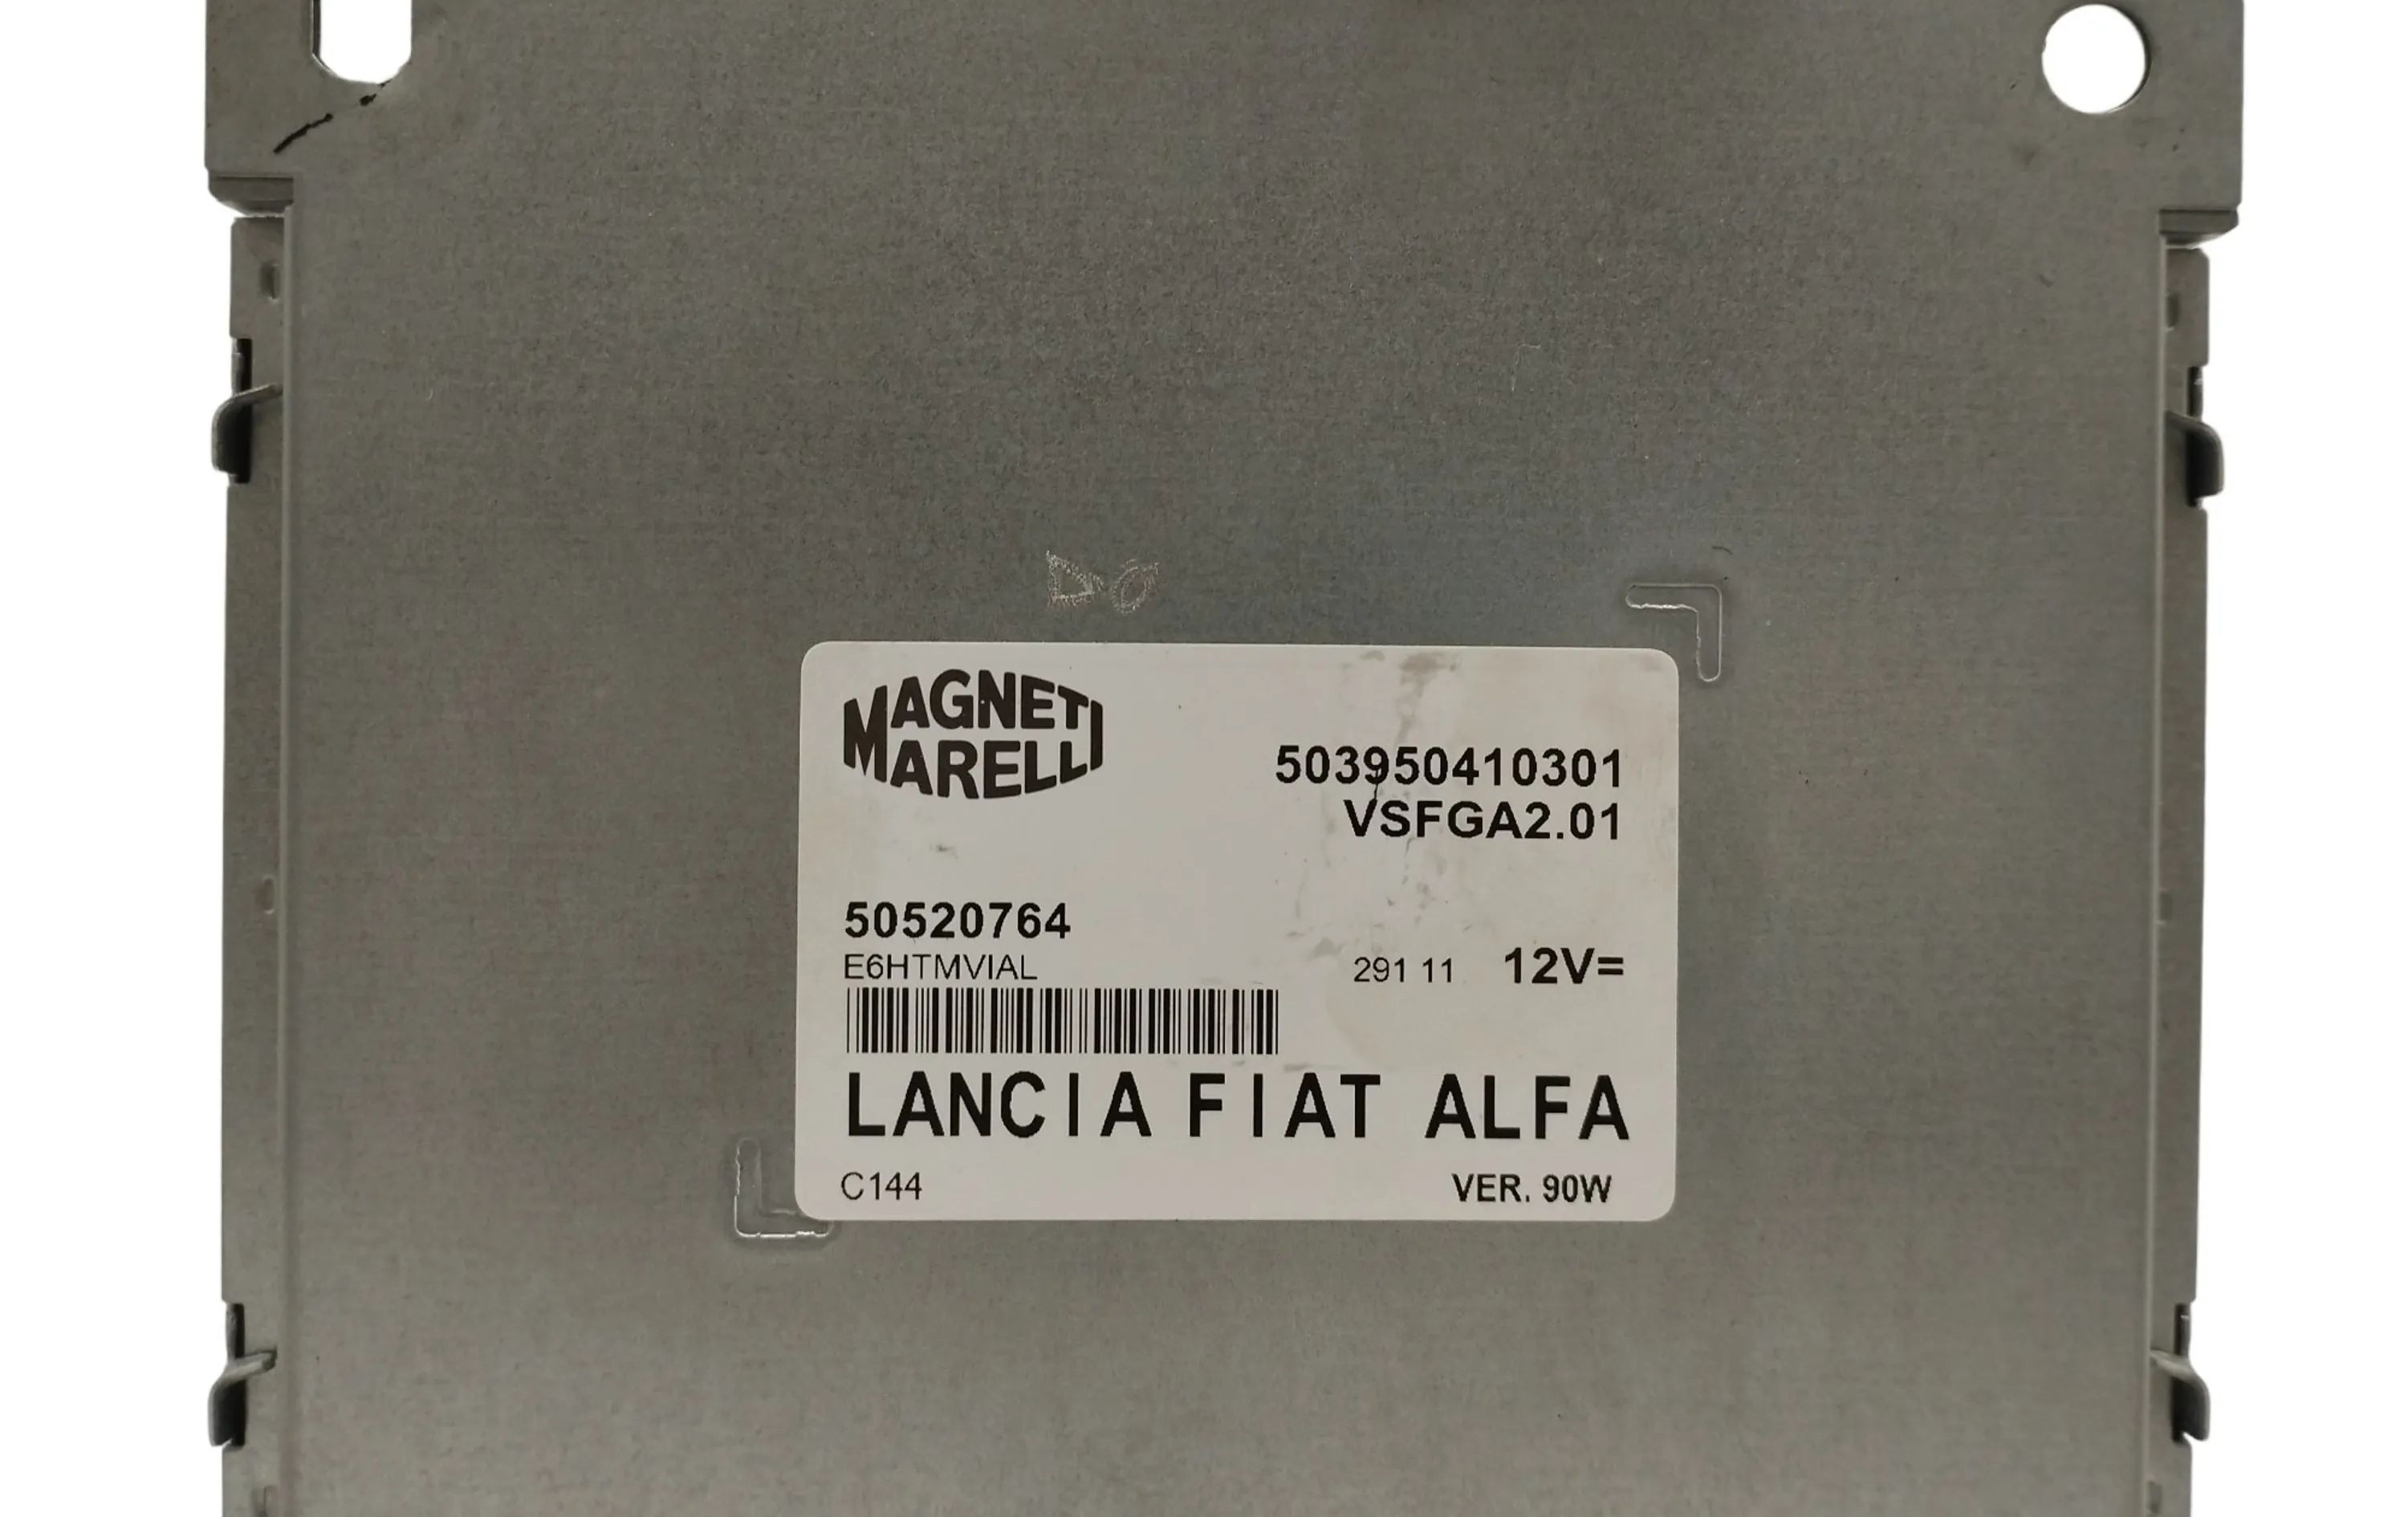 MAGNETI
MARELLI
503950410301
VSFGA2.01
50520764
E6HTMVIAL
291 11 12V=
LANCIA FIAT ALFA
C144 VER. 90W